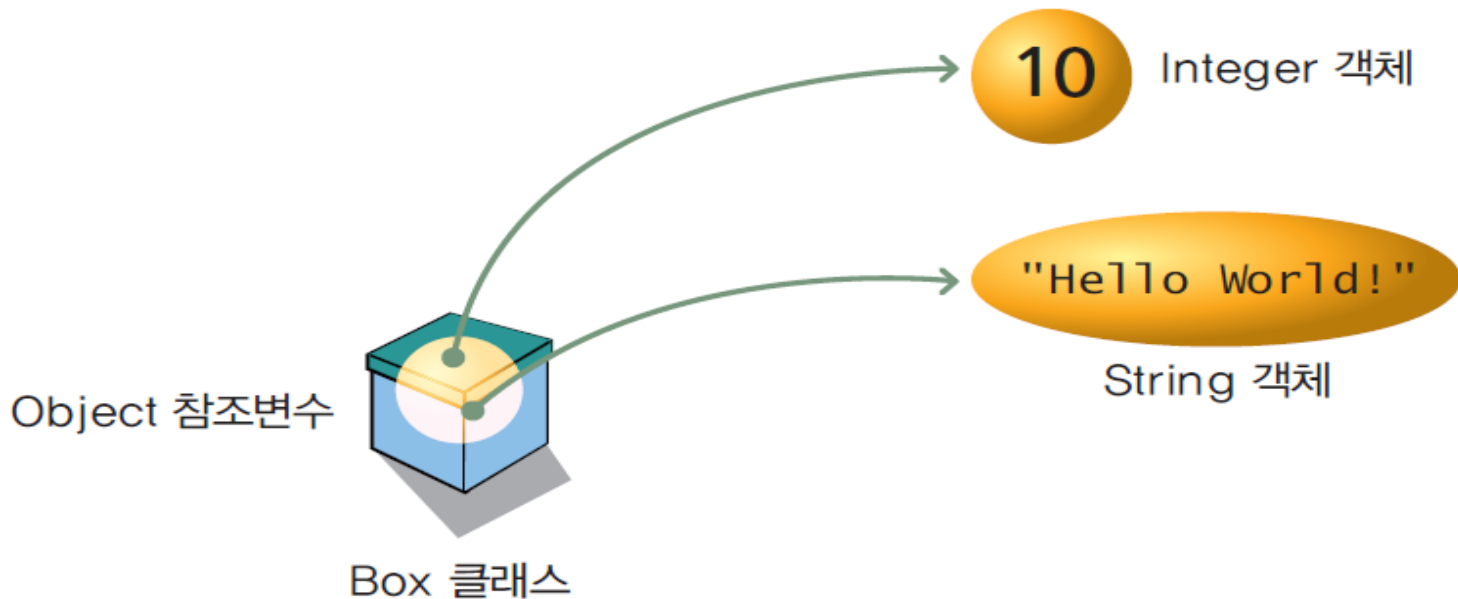 10
Integer 객체
"Hello World!"
String 객체
Object 참조변수
Box 클래스